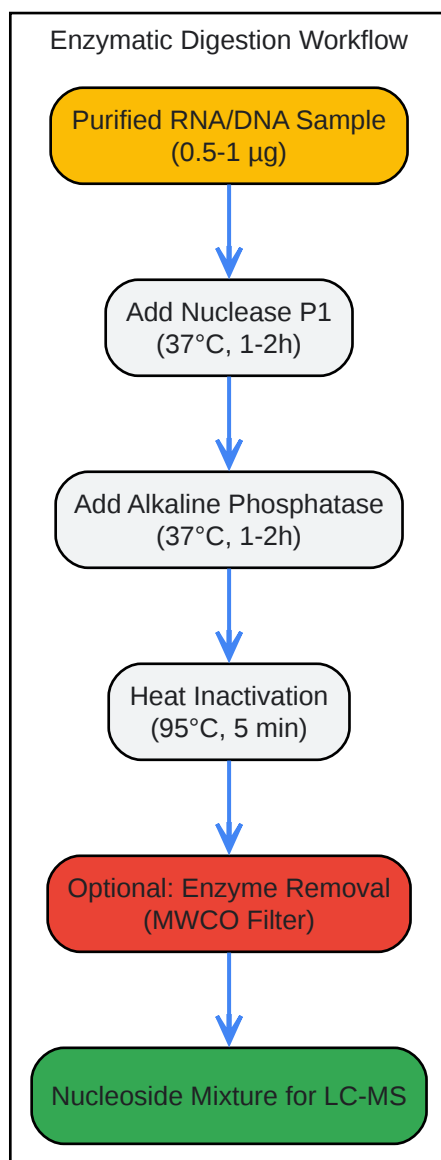 Enzymatic Digestion Workflow
Purified RNA/DNA Sample
(0.5-1 µg)
Add Nuclease P1
(37°C, 1-2h)
Add Alkaline Phosphatase
(37°C, 1-2h)
Heat Inactivation
(95°C, 5 min)
Optional: Enzyme Removal
(MWCO Filter)
Nucleoside Mixture for LC-MS